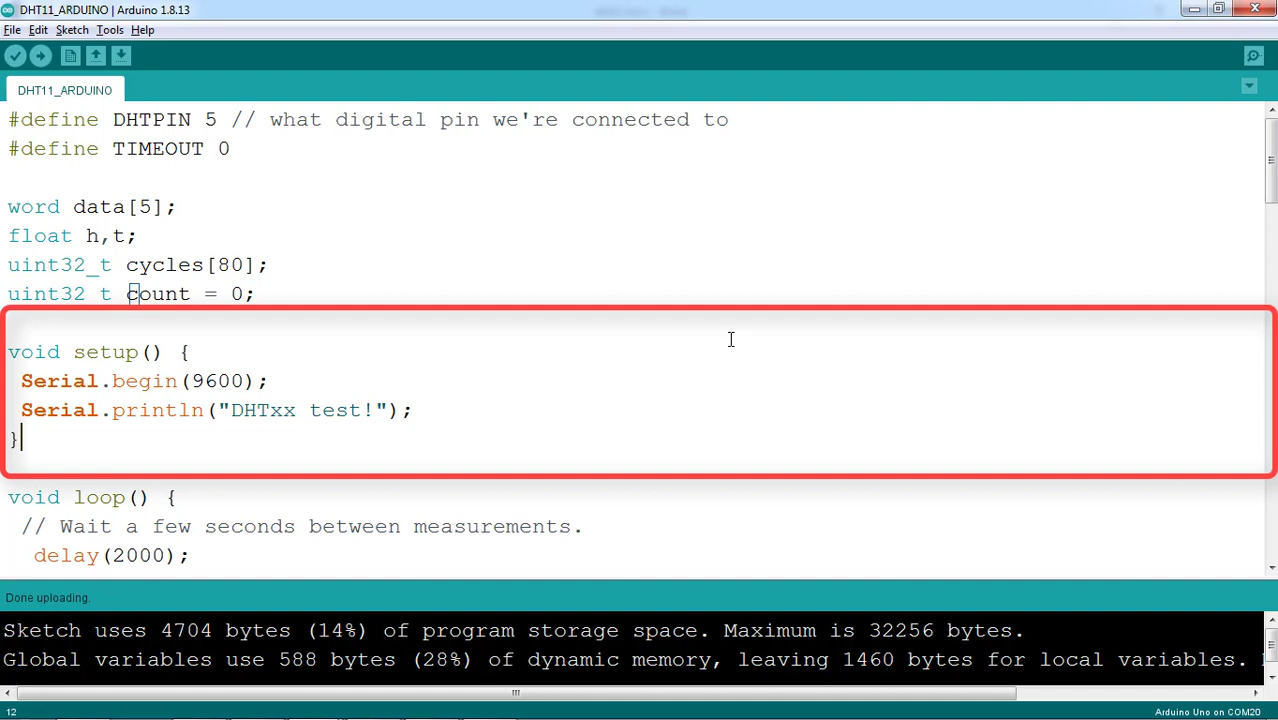 DHT11_ARDUINO | Arduino 1.8.13
File Edit Sketch Tools Help
DHT11_ARDUINO
#define DHTPIN 5 // what digital pin we're connected to
#define TIMEOUT 0
word data[5];
float h,t;
uint32_t cycles[80];
uint32 t count = 0;
void setup() {
Serial.begin(9600);
Serial.println("DHTxx test!");
}
void loop() {
// Wait a few seconds between measurements.
delay(2000);
Done uploading.
Sketch uses 4704 bytes (14%) of program storage space. Maximum is 32256 bytes.
Global variables use 588 bytes (28%) of dynamic memory, leaving 1460 bytes for local variables.
12
Arduino Uno on COM20